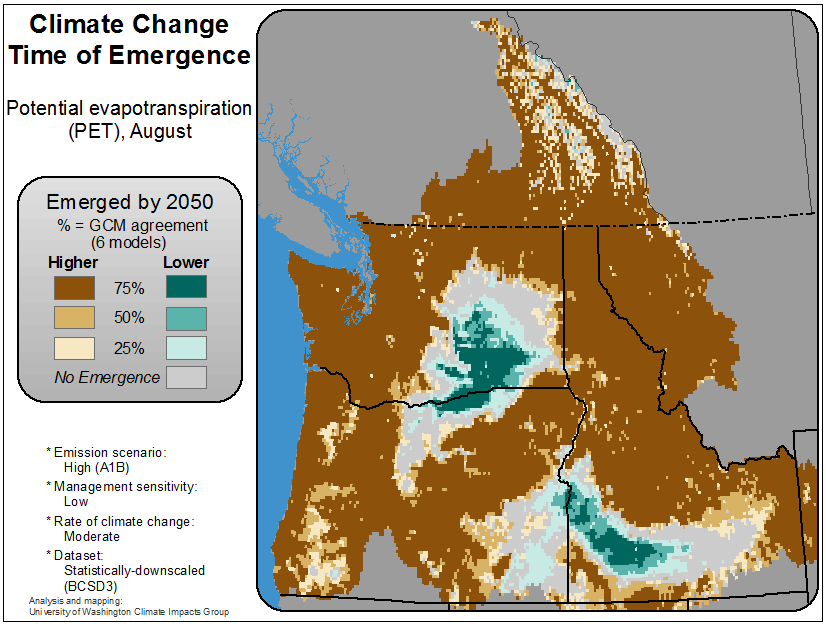 Climate Change
Time of Emergence
Potential evapotranspiration
(PET), August
Emerged by 2050
% = GCM agreement
(6 models)
Higher Lower
75%
50%
25%
No Emergence
* Emission scenario:
High (A1B)
* Management sensitivity:
Low
* Rate of climate change:
Moderate
* Dataset:
Statistically-downscaled
(BCSD3)
Analysis and mapping:
University of Washington Climate Impacts Group